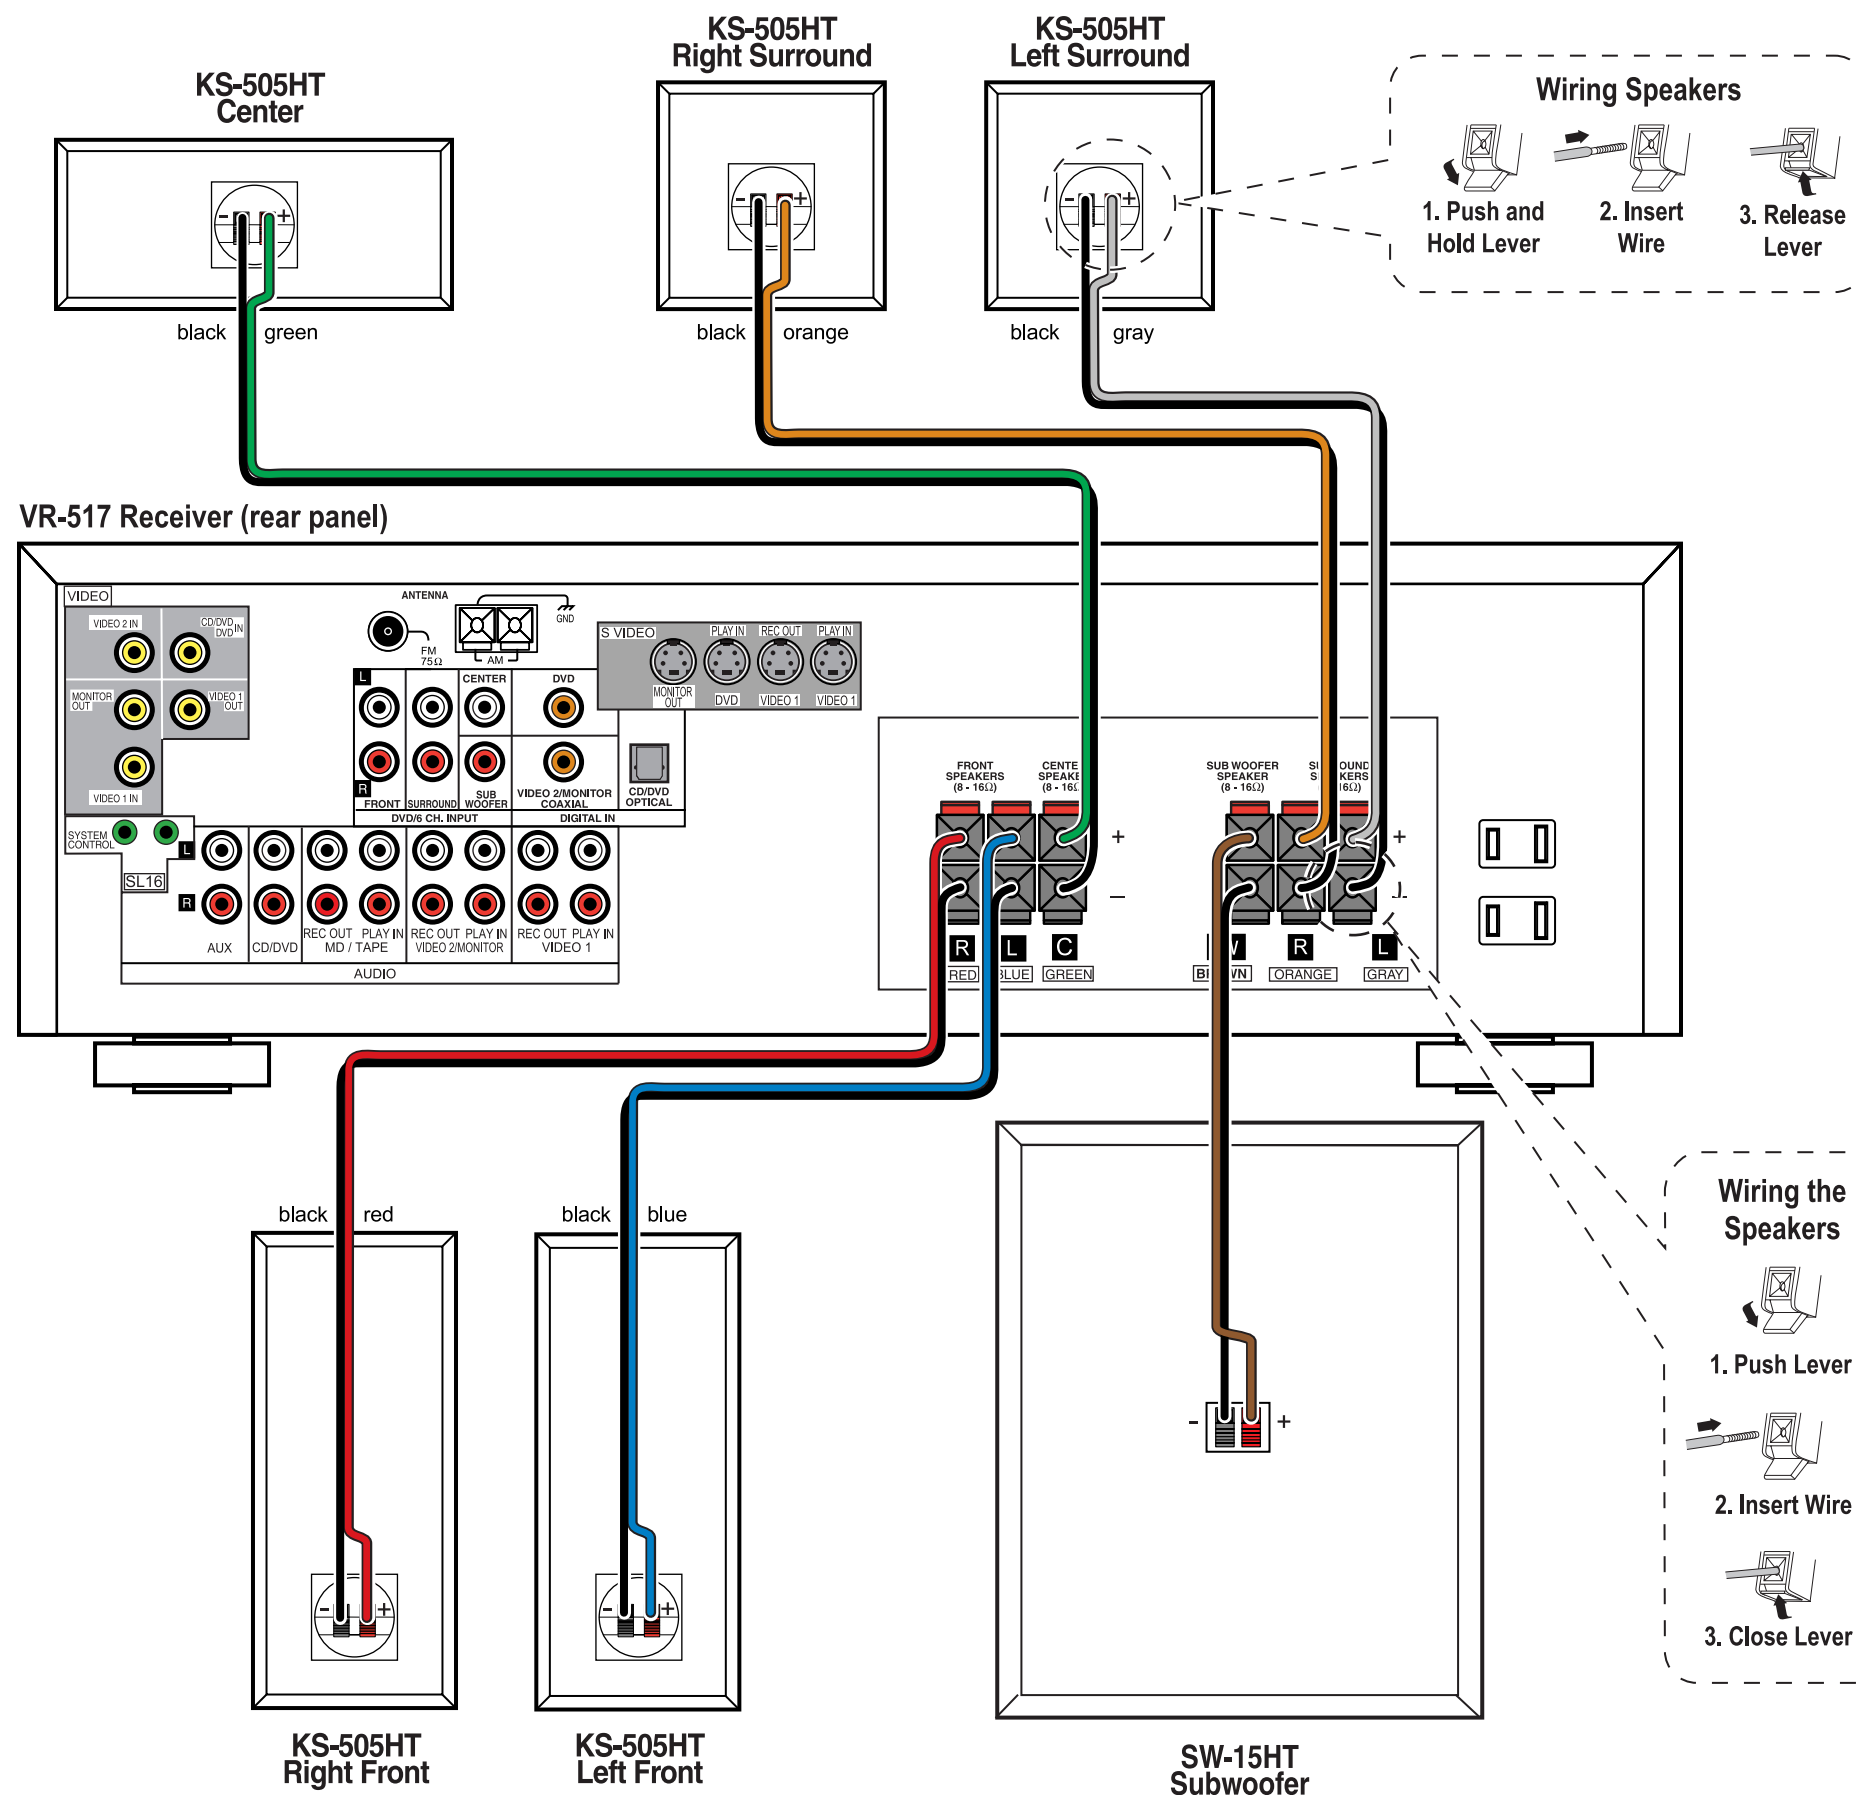 KS-505HT
Center
KS-505HT
Right Surround
KS-505HT
Left Surround
Wiring Speakers
1. Push and
Hold Lever
2. Insert
Wire
3. Release
Lever
- +
- +
- +
black green
black orange
black gray
VR-517 Receiver (rear panel)
VIDEO
VIDEO 2 IN
CD/DVD
DVD IN
MONITOR
OUT
VIDEO 1
OUT
VIDEO 1 IN
SYSTEM
CONTROL
SL16
ANTENNA
FM
75Ω
AM
GND
S VIDEO
PLAY IN
REC OUT
PLAY IN
MONITOR
OUT
DVD
VIDEO 1
VIDEO 1
L
CENTER
DVD
R
FRONT
SURROUND
SUB
WOOFER
VIDEO 2/MONITOR
COAXIAL
CD/DVD
OPTICAL
DVD/6 CH. INPUT
DIGITAL IN
L
R
AUX
CD/DVD
REC OUT PLAY IN
MD / TAPE
REC OUT PLAY IN
VIDEO 2/MONITOR
REC OUT PLAY IN
VIDEO 1
AUDIO
FRONT
SPEAKERS
(8 - 16Ω)
SUB WOOFER
SPEAKER
(8 - 16Ω)
+
–
+
R
L
C
R
L
RED
GREEN
ORANGE
GRAY
black red
black blue
- +
- +
- +
KS-505HT
Right Front
KS-505HT
Left Front
SW-15HT
Subwoofer
Wiring the
Speakers
1. Push Lever
2. Insert Wire
3. Close Lever